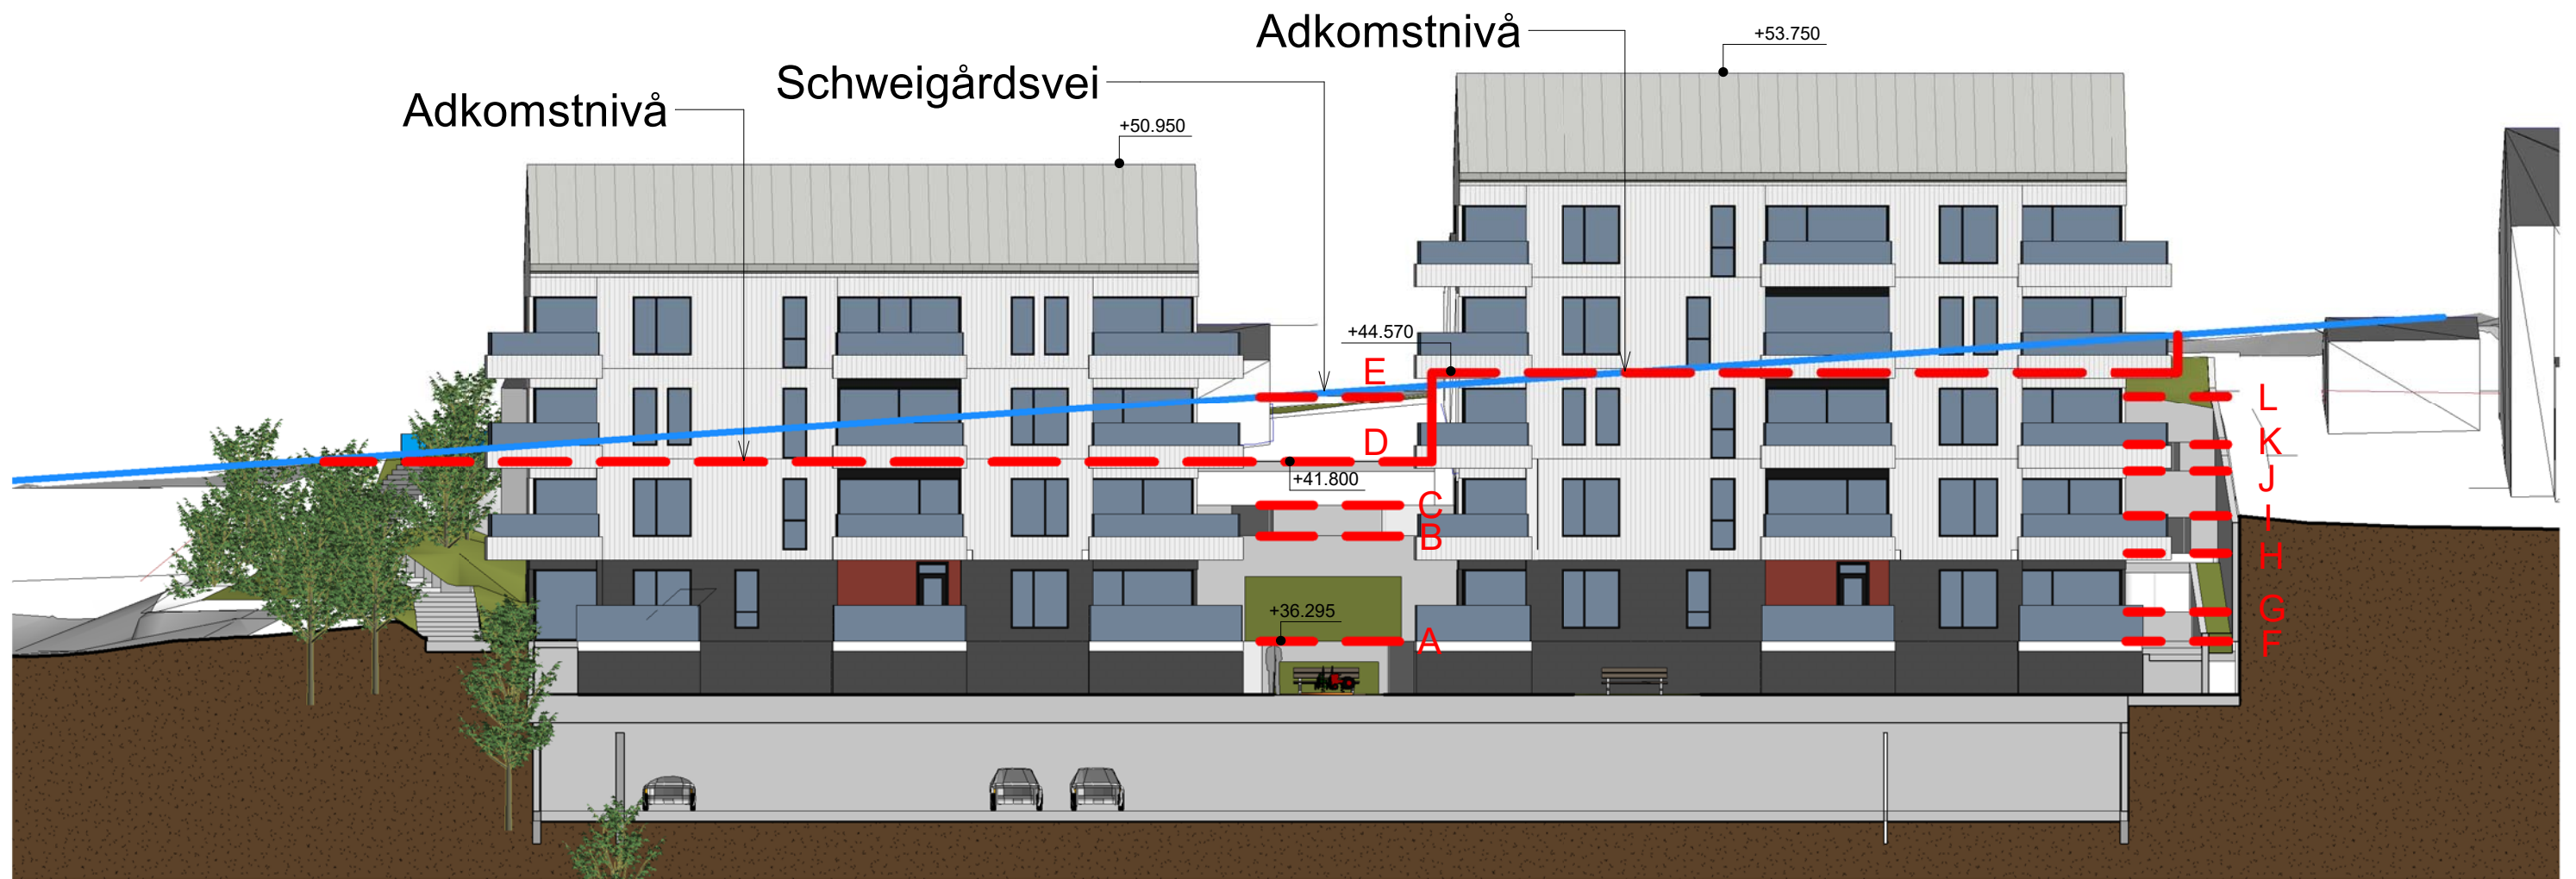 Adkomstnivå
+53.750
Schweigårdsvei
Adkomstnivå
+50.950
+44.570
E
L
D
K
+41.800
J
C
I
B
H
+36.295
G
A
F